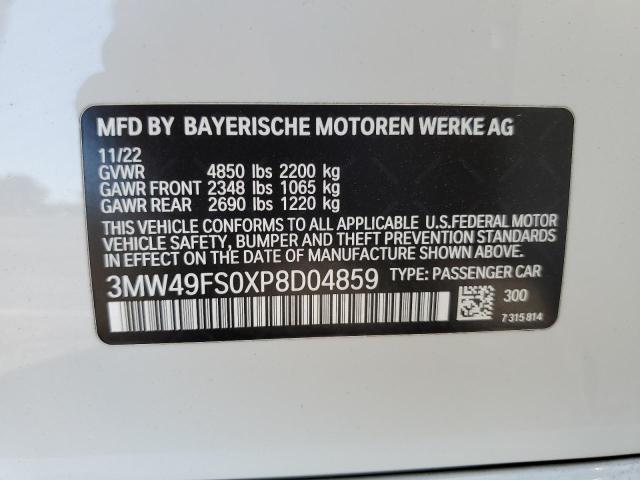 MFD BY BAYERISCHE MOTOREN WERKE AG
11/22
GVWR 4850 lbs 2200 kg
GAWR FRONT 2348 lbs 1065 kg
GAWR REAR 2690 lbs 1220 kg
THIS VEHICLE CONFORMS TO ALL APPLICABLE U.S.FEDERAL MOTOR
VEHICLE SAFETY, BUMPER AND THEFT PREVENTION STANDARDS
IN EFFECT ON THE DATE OF MANUFACTURE SHOWN ABOVE.
3MW49FS0XP8D04859 TYPE: PASSENGER CAR
300
7 315 814